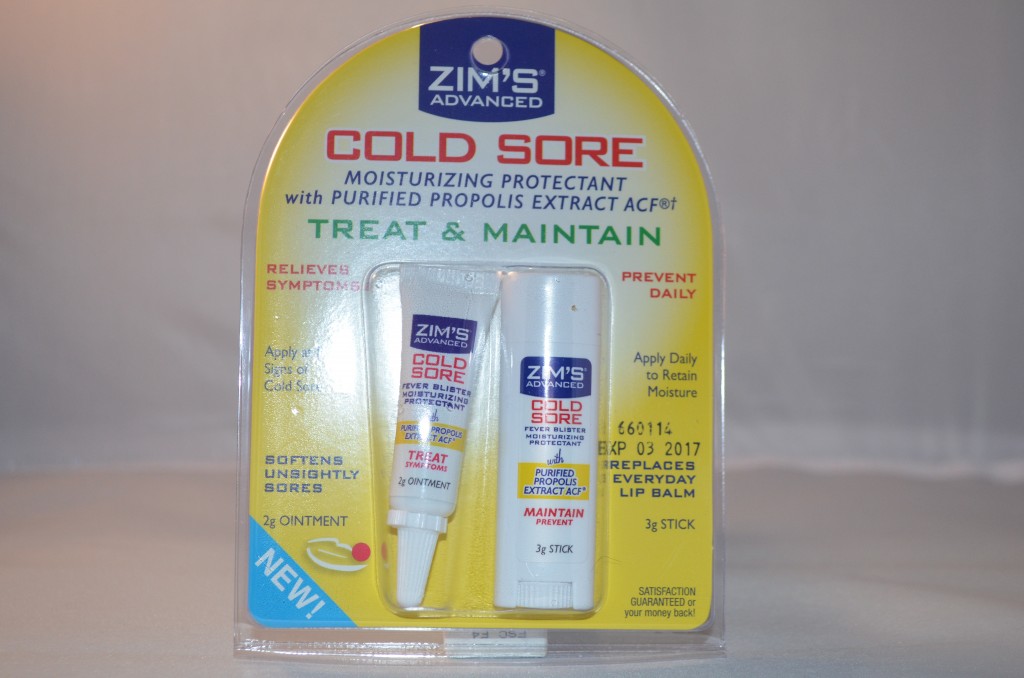 ZIM'S®
ADVANCED
COLD SORE
MOISTURIZING PROTECTANT
with PURIFIED PROPOLIS EXTRACT ACF®†
TREAT & MAINTAIN
RELIEVES
SYMPTOMS
Apply at
Signs of
Cold Sore
SOFTENS
UNSIGHTLY
SORES
2g OINTMENT
NEW!
ZIM'S
ADVANCED
COLD
SORE
FEVER BLISTER
MOISTURIZING
PROTECTANT
with
PURIFIED PROPOLIS
EXTRACT ACF
TREAT
SYMPTOMS
2g OINTMENT
ZIM'S
ADVANCED
COLD
SORE
FEVER BLISTER
MOISTURIZING
PROTECTANT
with
PURIFIED
PROPOLIS
EXTRACT ACF®
MAINTAIN
PREVENT
3g STICK
PREVENT
DAILY
Apply Daily
to Retain
Moisture
660114
EXP 03 2017
REPLACES
EVERYDAY
LIP BALM
3g STICK
SATISFACTION
GUARANTEED or
your money back!